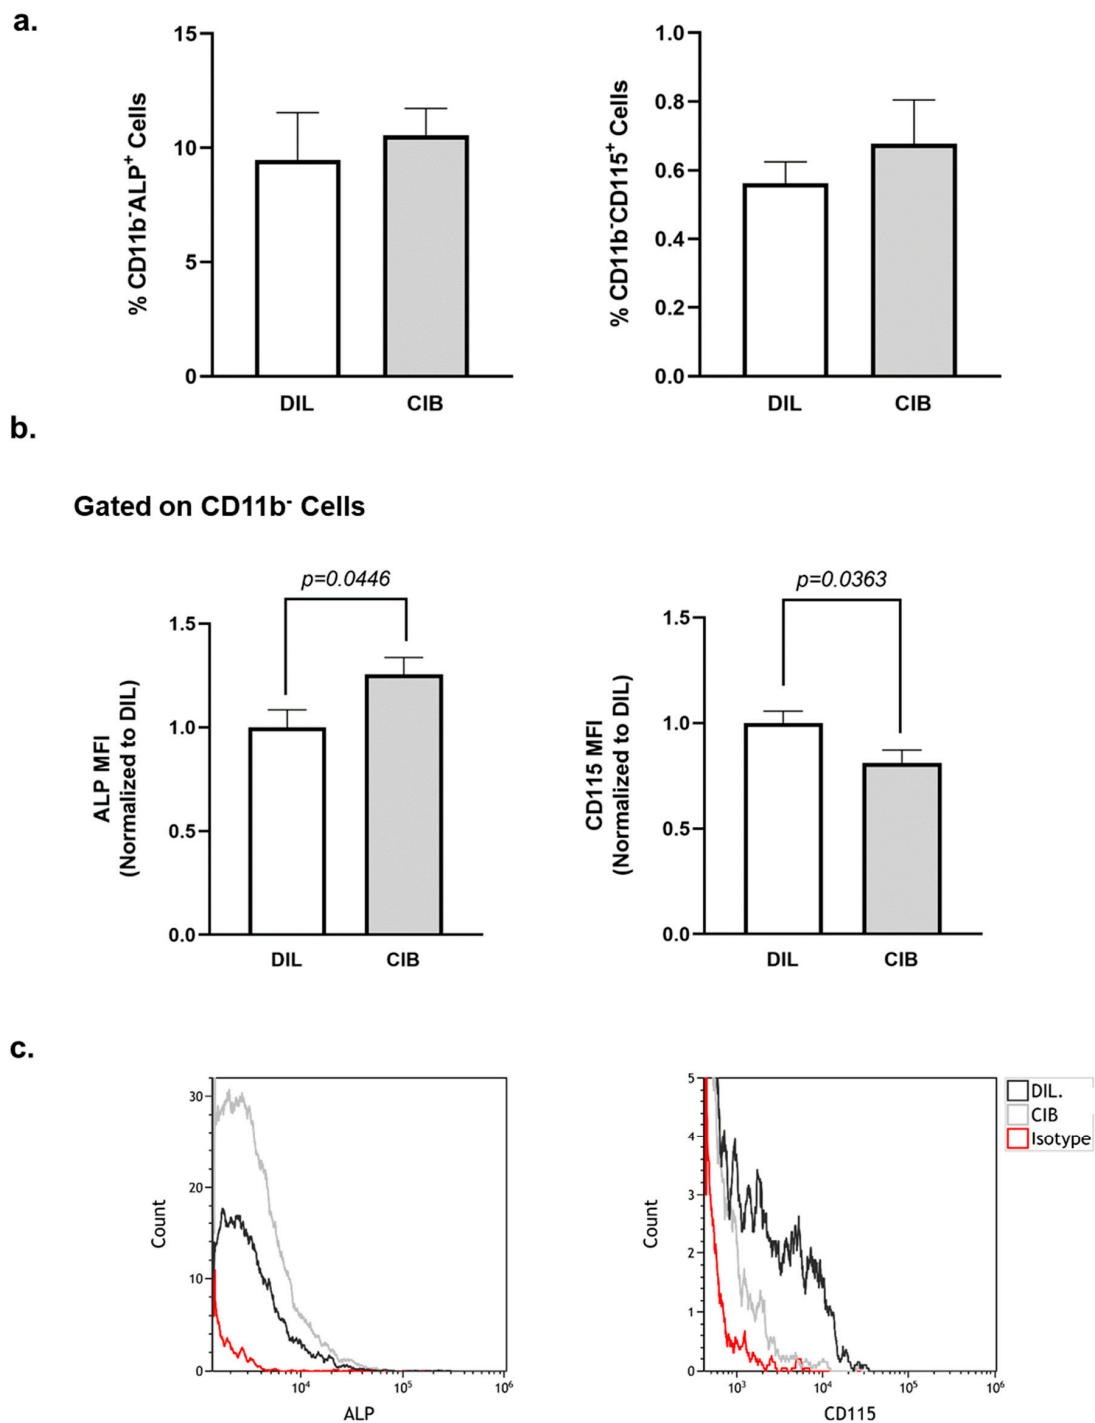 a.
15
10
5
0
% CD11b⁻ALP⁺ Cells
DIL
CIB
1.0
0.8
0.6
0.4
0.2
0.0
% CD11b⁻CD115⁺ Cells
DIL
CIB
b.
Gated on CD11b⁻ Cells
p=0.0446
1.5
1.0
0.5
0.0
ALP MFI
(Normalized to DIL)
DIL
CIB
p=0.0363
1.5
1.0
0.5
0.0
CD115 MFI
(Normalized to DIL)
DIL
CIB
c.
30
20
10
0
Count
10⁴
10⁵
10⁶
ALP
5
4
3
2
1
0
Count
10³
10⁴
10⁵
10⁶
CD115
DIL.
CIB
Isotype